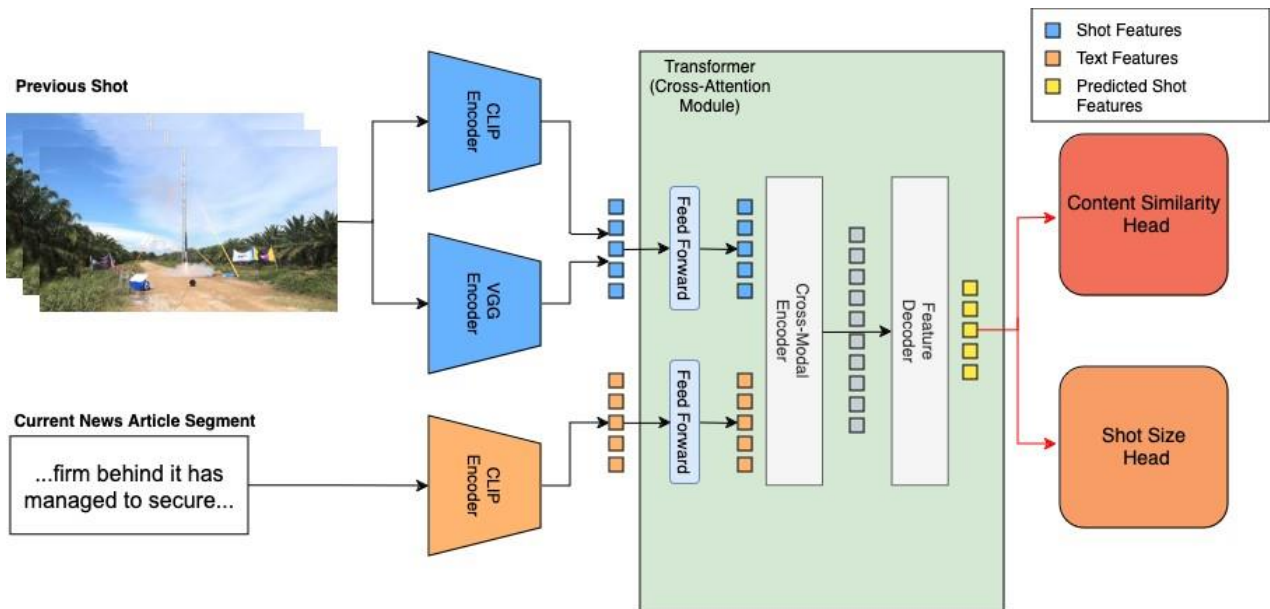 Previous Shot
CLIP
Encoder
VGG
Encoder
Current News Article Segment
...firm behind it has
managed to secure...
CLIP
Encoder
Transformer
(Cross-Attention
Module)
Feed Forward
Feed Forward
Cross-Modal
Encoder
Feature
Decoder
Shot Features
Text Features
Predicted Shot
Features
Content Similarity
Head
Shot Size
Head